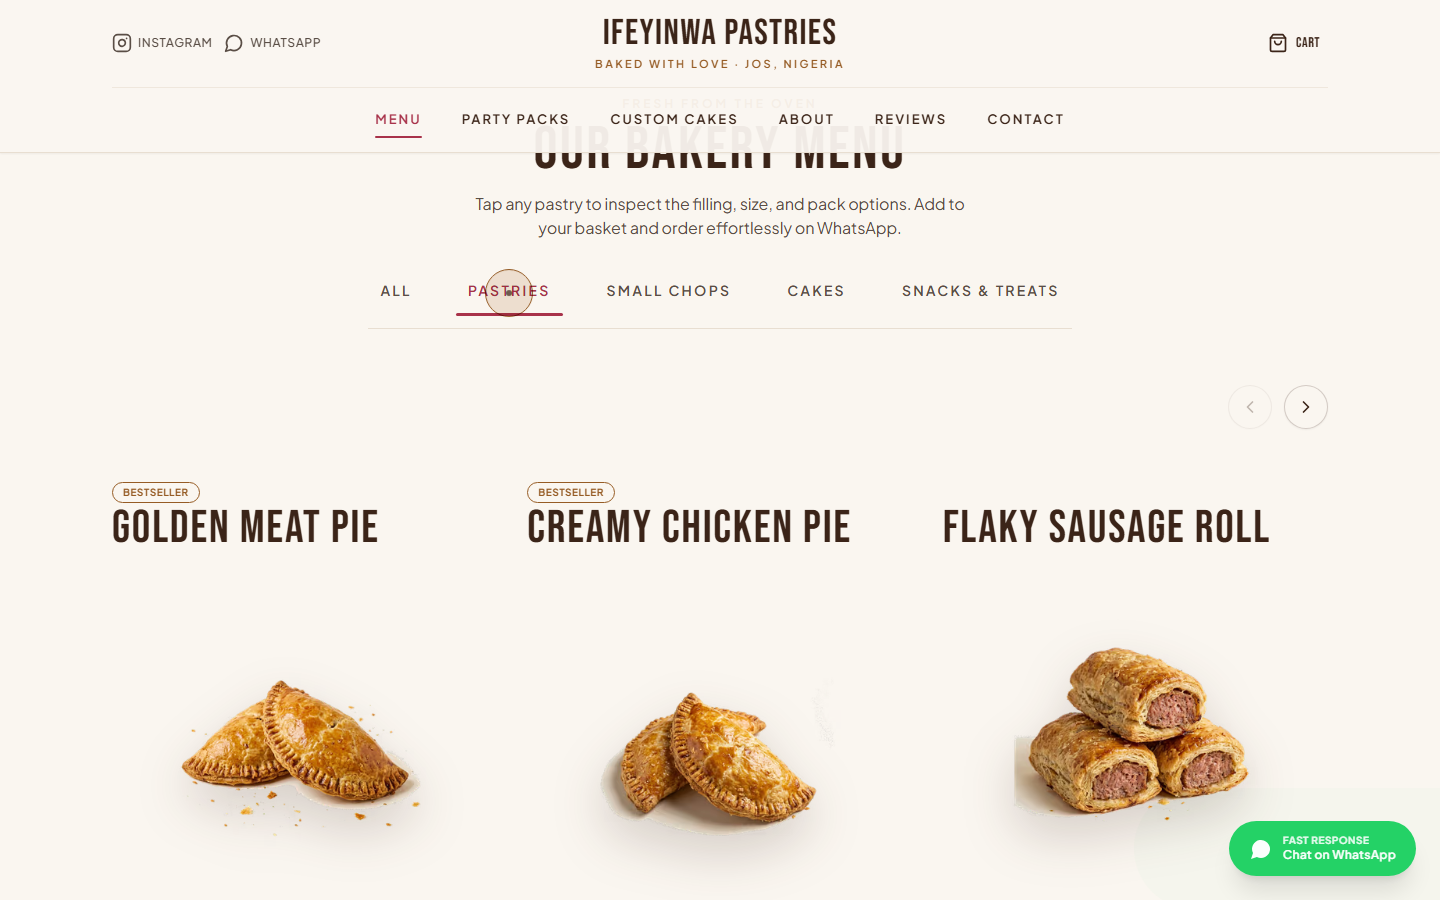 INSTAGRAM
WHATSAPP
IFEYINWA PASTRIES
BAKED WITH LOVE · JOS, NIGERIA
CART
FRESH FROM THE OVEN
MENU
PARTY PACKS
CUSTOM CAKES
ABOUT
REVIEWS
CONTACT
OUR BAKERY MENU
Tap any pastry to inspect the filling, size, and pack options. Add to
your basket and order effortlessly on WhatsApp.
ALL
PASTRIES
SMALL CHOPS
CAKES
SNACKS & TREATS
BESTSELLER
GOLDEN MEAT PIE
BESTSELLER
CREAMY CHICKEN PIE
FLAKY SAUSAGE ROLL
FAST RESPONSE
Chat on WhatsApp